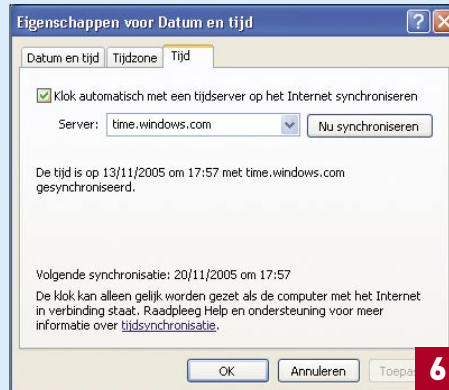 Eigenschappen voor Datum en tijd
Datum en tijd Tijdzone Tijd
Klok automatisch met een tijdserver op het Internet synchroniseren
Server: time.windows.com Nu synchroniseren
De tijd is op 13/11/2005 om 17:57 met time.windows.com
gesynchroniseerd.
Volgende synchronisatie: 20/11/2005 om 17:57
De klok kan alleen gelijk worden gezet als de computer met het Internet
in verbinding staat. Raadpleeg Help en ondersteuning voor meer
informatie over tijdsynchronisatie.
OK Annuleren
6